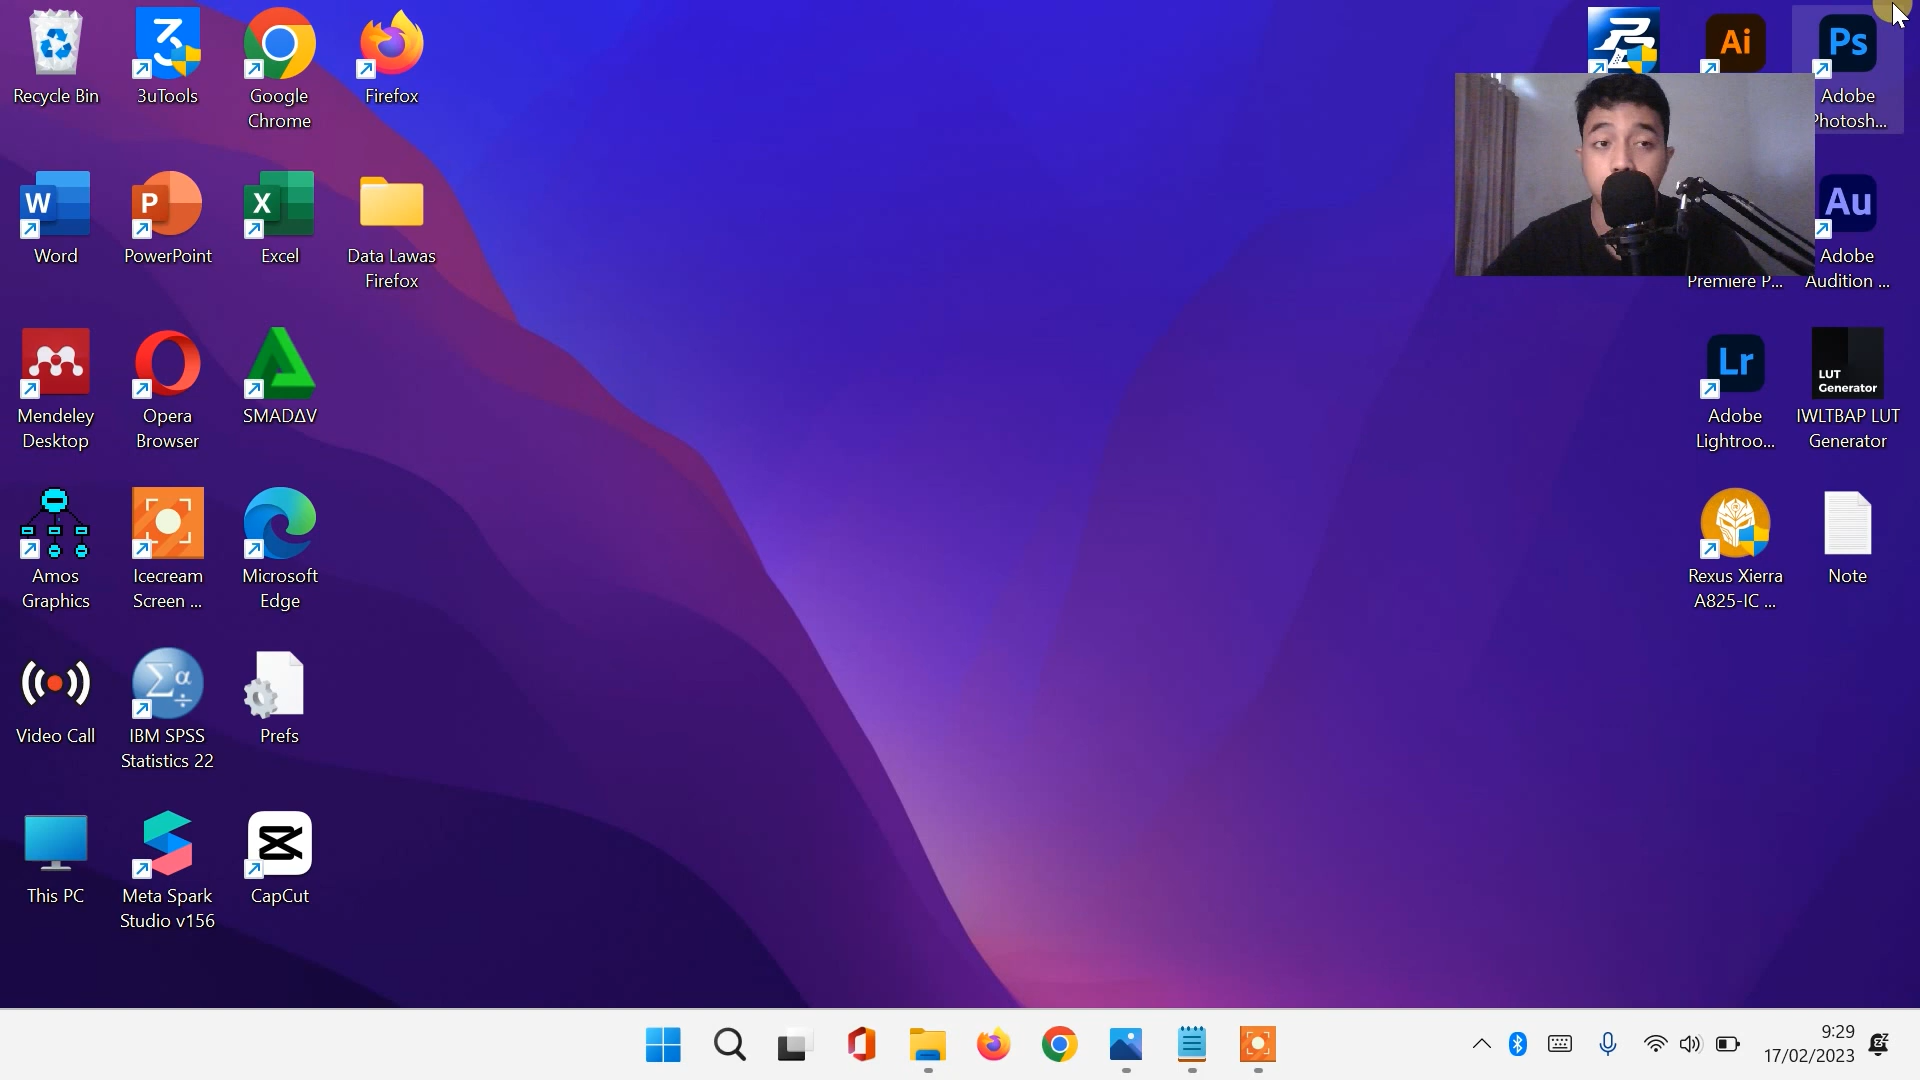 Recycle Bin
3uTools
Google
Chrome
Firefox
Word
PowerPoint
Excel
Data Lawas
Firefox
Mendeley
Desktop
Opera
Browser
SMADΔV
Amos
Graphics
Icecream
Screen ...
Microsoft
Edge
Video Call
IBM SPSS
Statistics 22
Prefs
This PC
Meta Spark
Studio v156
CapCut
Ai
Ps
Adobe
Photosh...
Premiere P...
Au
Adobe
Audition ...
Lr
Adobe
Lightroo...
LUT
Generator
IWLTBAP LUT
Generator
Rexus Xierra
A825-IC ...
Note
9:29
17/02/2023